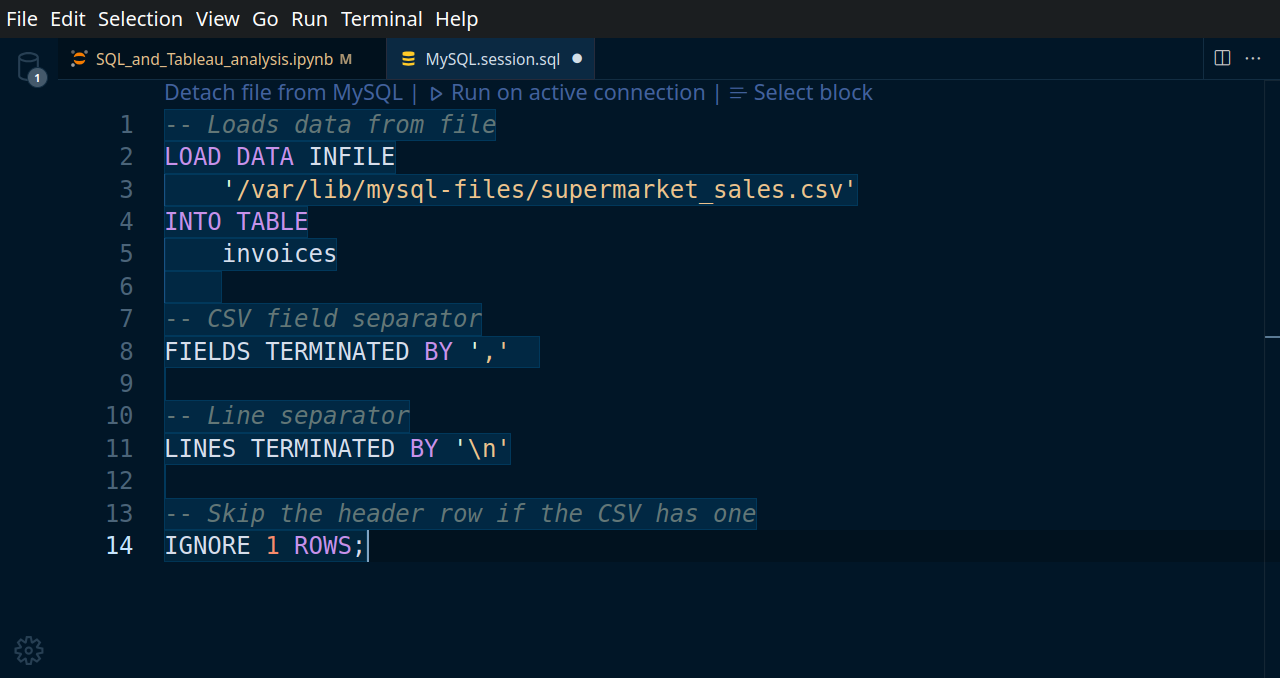 File Edit Selection View Go Run Terminal Help
1 SQL_and_Tableau_analysis.ipynb M MySQL.session.sql
Detach file from MySQL | Run on active connection | Select block
1 -- Loads data from file
2 LOAD DATA INFILE
3     '/var/lib/mysql-files/supermarket_sales.csv'
4 INTO TABLE
5     invoices
6
7 -- CSV field separator
8 FIELDS TERMINATED BY ','
9
10 -- Line separator
11 LINES TERMINATED BY '\n'
12
13 -- Skip the header row if the CSV has one
14 IGNORE 1 ROWS;